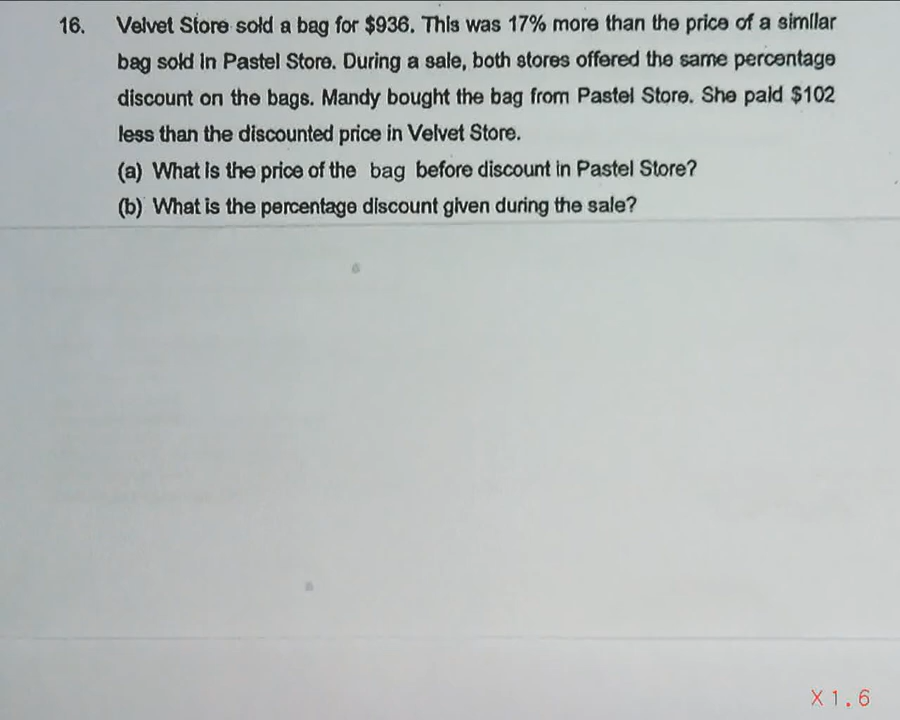 16. Velvet Store sold a bag for $936. This was 17% more than the price of a similar
bag sold in Pastel Store. During a sale, both stores offered the same percentage
discount on the bags. Mandy bought the bag from Pastel Store. She paid $102
less than the discounted price in Velvet Store.
(a) What is the price of the bag before discount in Pastel Store?
(b) What is the percentage discount given during the sale?
X1.6